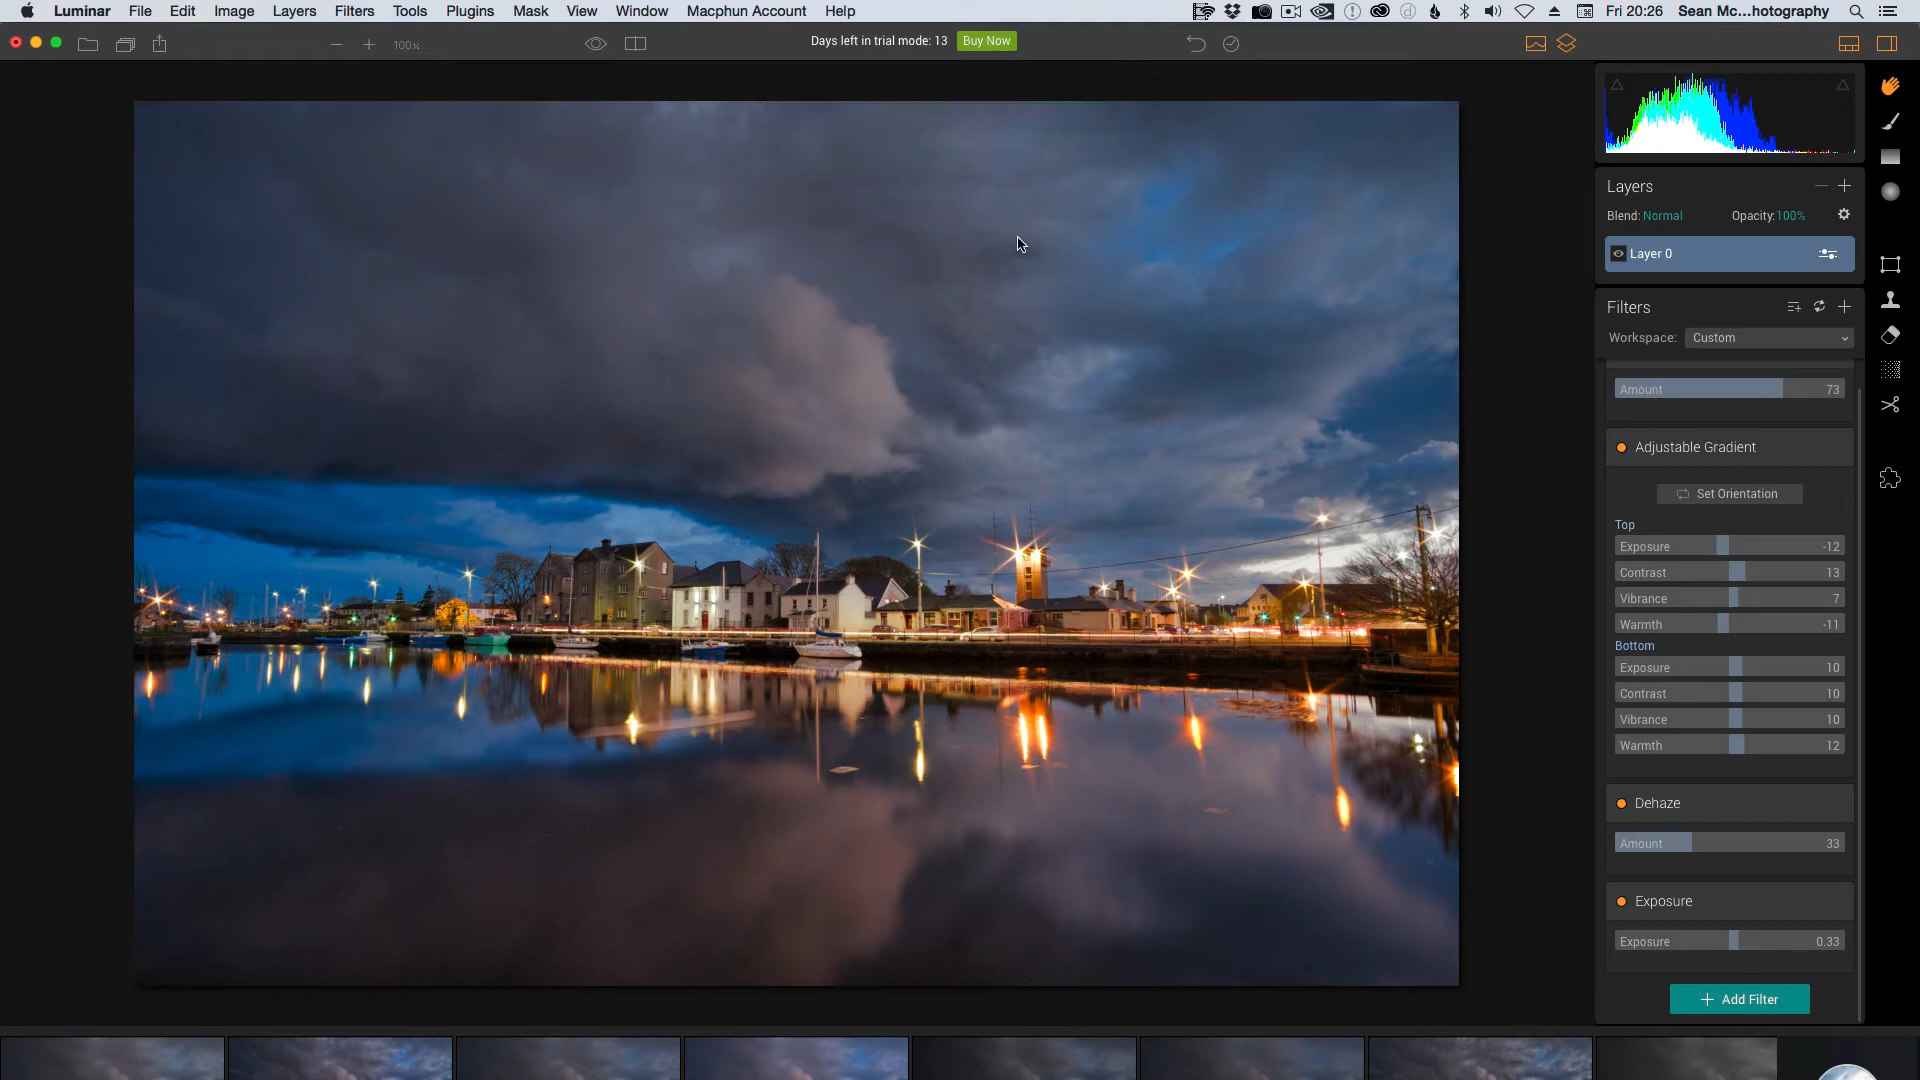 Luminar File Edit Image Layers Filters Tools Plugins Mask View Window Macphun Account Help Fri 20:26 Sean Mc...hotography
100% Days left in trial mode: 13 Buy Now
Layers
Blend: Normal Opacity: 100%
Layer 0
Filters
Workspace: Custom
Amount 73
Adjustable Gradient
Set Orientation
Top
Exposure -12
Contrast 13
Vibrance 7
Warmth -11
Bottom
Exposure 10
Contrast 10
Vibrance 10
Warmth 12
Dehaze
Amount 33
Exposure
Exposure 0.33
Add Filter